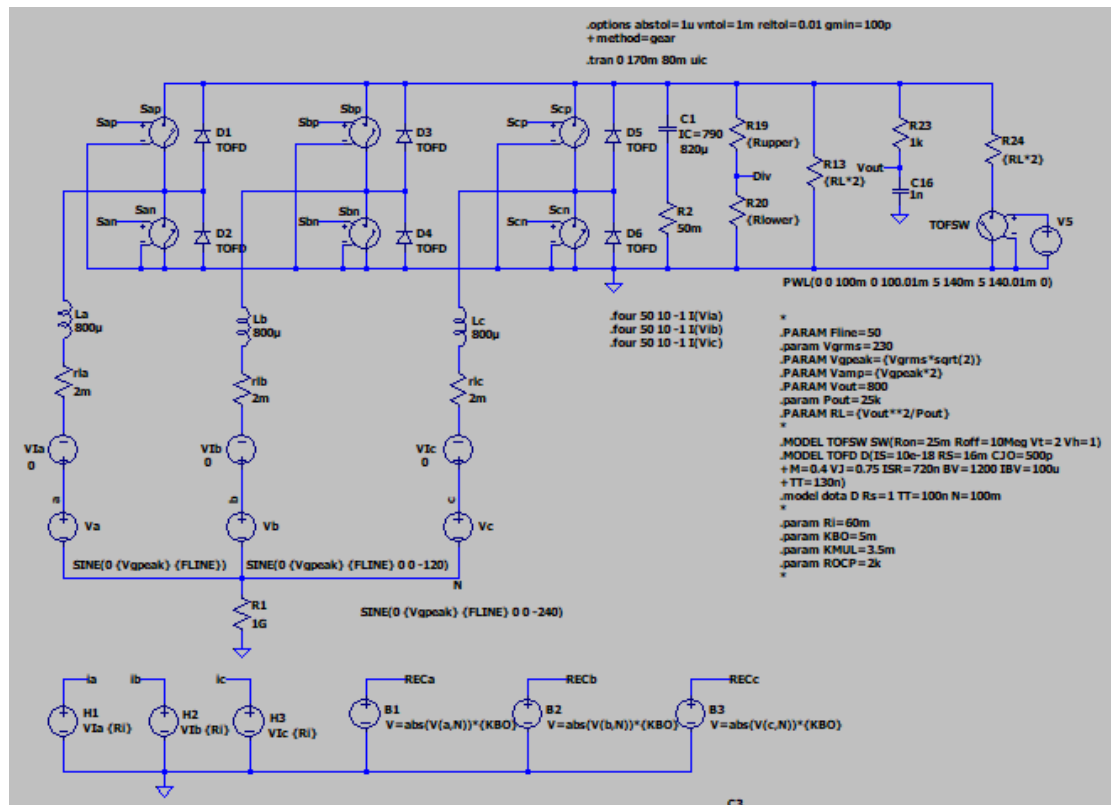 .options abstol=1u vntol=1m reltol=0.01 gmin=100p
+method=gear
.tran 0 170m 80m uic
Sap
Sap
D1
TOFD
Sbp
Sbp
D3
TOFD
Scp
Scp
D5
TOFD
C1
IC=790
820µ
R19
{Rupper}
R13
{RL*2}
R23
1k
Vout
C16
1n
R24
{RL*2}
San
San
D2
TOFD
Sbn
Sbn
D4
TOFD
Scn
Scn
D6
TOFD
R2
50m
Div
R20
{Rlower}
TOFSW
V5
PWL(0 0 100m 0 100.01m 5 140m 5 140.01m 0)
La
800µ
Lb
800µ
Lc
800µ
.four 50 10 -1 I(Via)
.four 50 10 -1 I(Vib)
.four 50 10 -1 I(Vic)
rla
2m
rlb
2m
rlc
2m
VIa
0
VIb
0
VIc
0
a
b
c
Va
Vb
Vc
SINE(0 {Vgpeak} {FLINE})
SINE(0 {Vgpeak} {FLINE} 0 0 -120)
N
R1
1G
SINE(0 {Vgpeak} {FLINE} 0 0 -240)
*
.PARAM Fline=50
.param Vgrms=230
.PARAM Vgpeak={Vgrms*sqrt(2)}
.PARAM Vamp={Vgpeak*2}
.PARAM Vout=800
.param Pout=25k
.PARAM RL={Vout**2/Pout}
*
.MODEL TOFSW SW(Ron=25m Roff=10Meg Vt=2 Vh=1)
.MODEL TOFD D(IS=10e-18 RS=16m CJO=500p
+M=0.4 VJ=0.75 ISR=720n BV=1200 IBV=100u
+TT=130n)
.model dota D Rs=1 TT=100n N=100m
*
.param Ri=60m
.param KBO=5m
.param KMUL=3.5m
.param ROCP=2k
*
ia
ib
ic
RECa
RECb
RECc
H1
VIa {Ri}
H2
VIb {Ri}
H3
VIc {Ri}
B1
V=abs(V(a,N))*{KBO}
B2
V=abs(V(b,N))*{KBO}
B3
V=abs(V(c,N))*{KBO}
C3